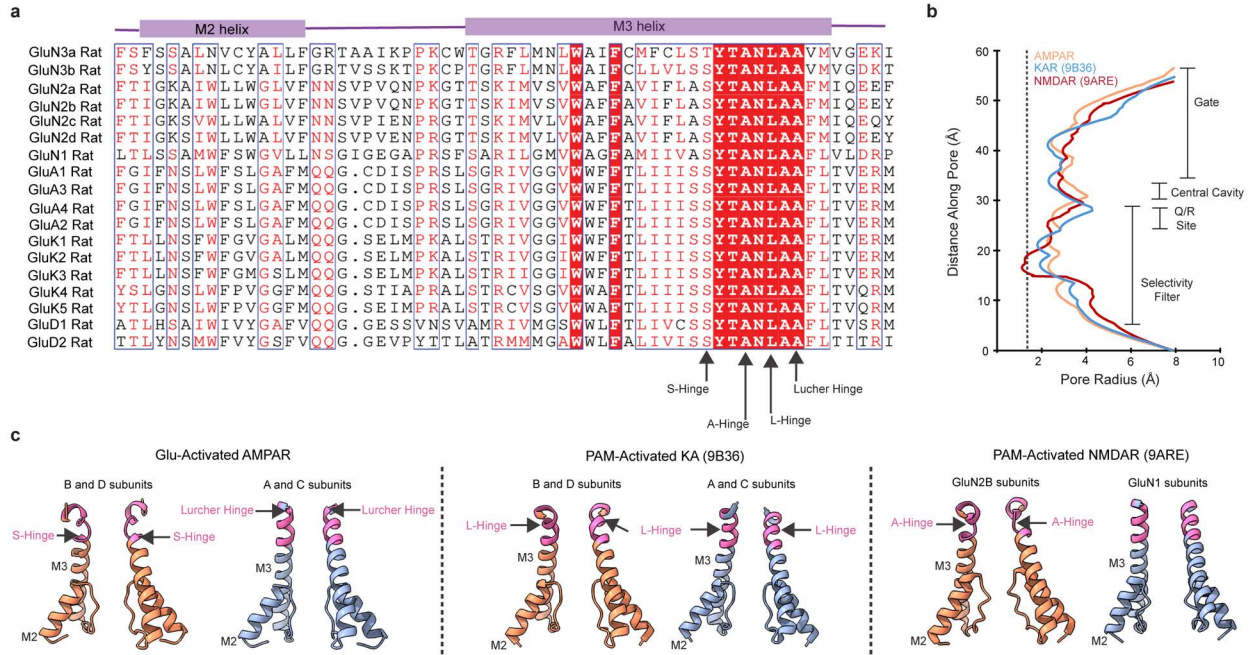 a
M2 helix
M3 helix
GluN3a Rat FSFSSALNVCYALLFGRTAAIKPPKCWTGRFLMNLWAIFCMFCLSTYTANLAAVMVGEKI
GluN3b Rat FSYSSALNLCYAILFGRTVSSKTPKCPTGRFLMNLWAIFCLLVLSSYTANLAAVMVGDKT
GluN2a Rat FTIGKAIWLLWGLVFNNSVPVQNPKGTTSKIMVSVWAFFAVIFLASYTANLAAFMIQEEF
GluN2b Rat FTIGKAIWLLWGLVFNNSVPVQNPKGTTSKIMVSVWAFFAVIFLASYTANLAAFMIQEEY
GluN2c Rat FTIGKSVWLLWALVFNNSVPIENPRGTTSKIMVLVWAFFAVIFLASYTANLAAFMIQEQY
GluN2d Rat FTIGKSIWLLWALVFNNSVPVENPRGTTSKIMVLVWAFFAVIFLASYTANLAAFMIQEEY
GluN1 Rat LTLSSAMWFSWGVLLNSGIGEGAPRSFSARILGMVWAGFAMIIVASYTANLAAFLVLDRP
GluA1 Rat FGIFNSLWFSLGAFMQQG.CDISPRSLSGRIVGGVWWFFTLIIISSYTANLAAFLTVERM
GluA3 Rat FGIFNSLWFSLGAFMQQG.CDISPRSLSGRIVGGVWWFFTLIIISSYTANLAAFLTVERM
GluA4 Rat FGIFNSLWFSLGAFMQQG.CDISPRSLSGRIVGGVWWFFTLIIISSYTANLAAFLTVERM
GluA2 Rat FGIFNSLWFSLGAFMQQG.CDISPRSLSGRIVGGVWWFFTLIIISSYTANLAAFLTVERM
GluK1 Rat FTLLNSFWFGVGALMQQG.SELMPKALSTRIVGGIWWFFTLIIISSYTANLAAFLTVERM
GluK2 Rat FTLLNSFWFGVGALMQQG.SELMPKALSTRIVGGIWWFFTLIIISSYTANLAAFLTVERM
GluK3 Rat FTLLNSFWFGMGSLMQQG.SELMPKALSTRIIGGIWWFFTLIIISSYTANLAAFLTVERM
GluK4 Rat YSLGNSLWFPVGGFMQQG.STIAPRALSTRCVSGVWWAFTLIIISSYTANLAAFLTVQRM
GluK5 Rat YTLGNSLWFPVGGFMQQG.SEIMPRALSTRCVSGVWWAFTLIIISSYTANLAAFLTVQRM
GluD1 Rat ATLHSAIWIVYGAFVQQG.GESSVNSVAMRIVMGSWWLFTLIVCSSYTANLAAFLTVSRM
GluD2 Rat TTLYNSMWFVYGSFVQQG.GEVPYTTLATRMMMGAWWLFALIVISSYTANLAAFLTITRI
S-Hinge
A-Hinge
L-Hinge
Lucher Hinge
b
AMPAR
KAR (9B36)
NMDAR (9ARE)
60
50
40
30
20
10
0
Distance Along Pore (Å)
2 4 6 8 10
Pore Radius (Å)
Gate
Central Cavity
Q/R
Site
Selectivity
Filter
c
Glu-Activated AMPAR
B and D subunits
A and C subunits
S-Hinge
S-Hinge
Lurcher Hinge
Lurcher Hinge
M3
M3
M2
M2
PAM-Activated KA (9B36)
B and D subunits
A and C subunits
L-Hinge
L-Hinge
L-Hinge
M3
M3
M2
M2
PAM-Activated NMDAR (9ARE)
GluN2B subunits
GluN1 subunits
A-Hinge
A-Hinge
M3
M3
M2
M2